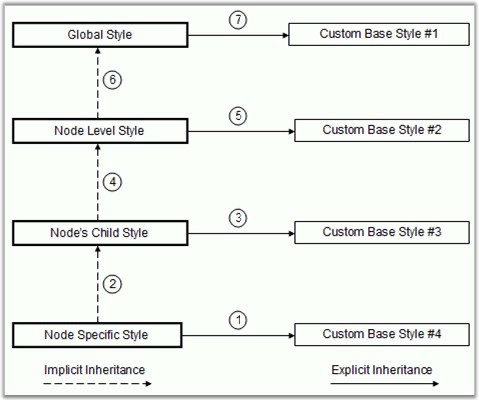 Global Style
7
Custom Base Style #1
6
Node Level Style
5
Custom Base Style #2
4
Node's Child Style
3
Custom Base Style #3
2
Node Specific Style
1
Custom Base Style #4
Implicit Inheritance
Explicit Inheritance